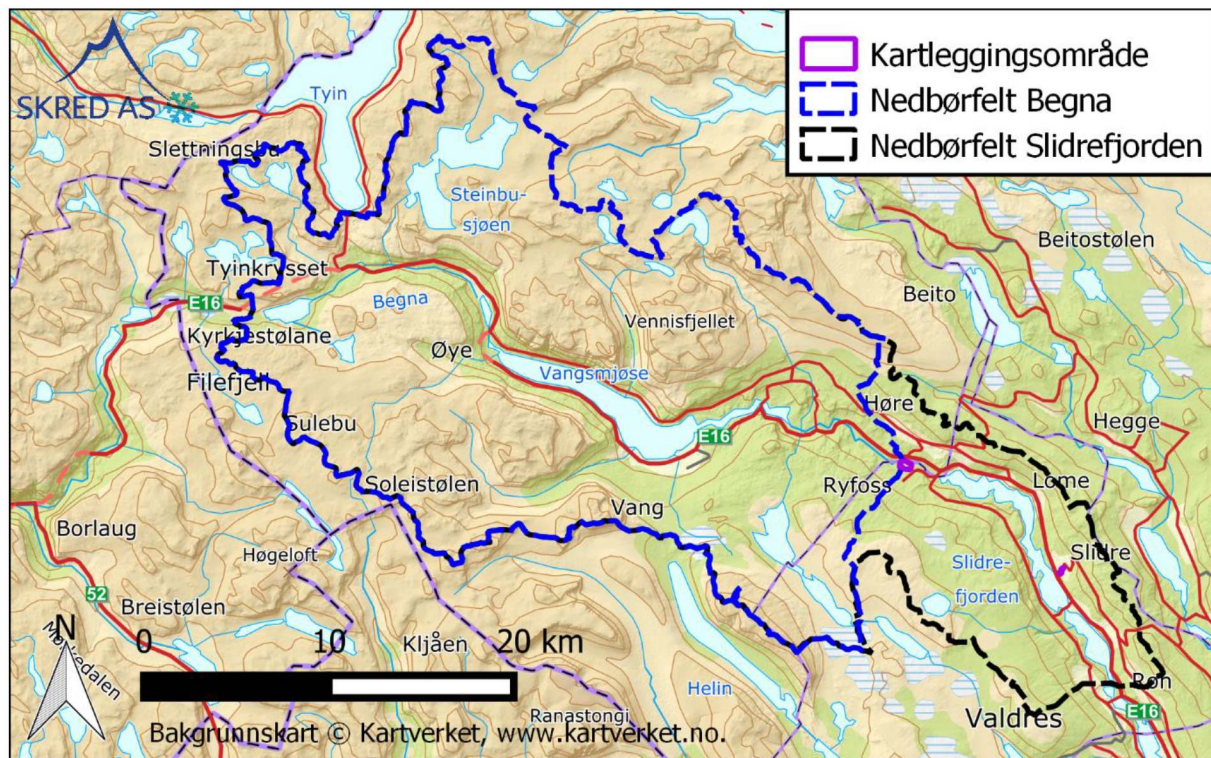 SKRED AS
Kartleggingsområde
Nedbørfelt Begna
Nedbørfelt Slidrefjorden
Tyin
Slettningsbu
Steinbu-
sjøen
Beitostølen
Tyinkrysset
Beito
E16
Begna
Kyrkjestølane
Vennisfjellet
Øye
Vangsmjøse
Filefjell
Høre
Hegge
Sulebu
E16
Soleistølen
Ryfoss
Lome
Vang
Borlaug
Høgeloft
Slidre
Slidre-
fjorden
52
Breistølen
N
0 10 20 km
Kljåen
Helin
Røn
E16
Valdres
Ranastongi
Bakgrunnskart © Kartverket, www.kartverket.no.